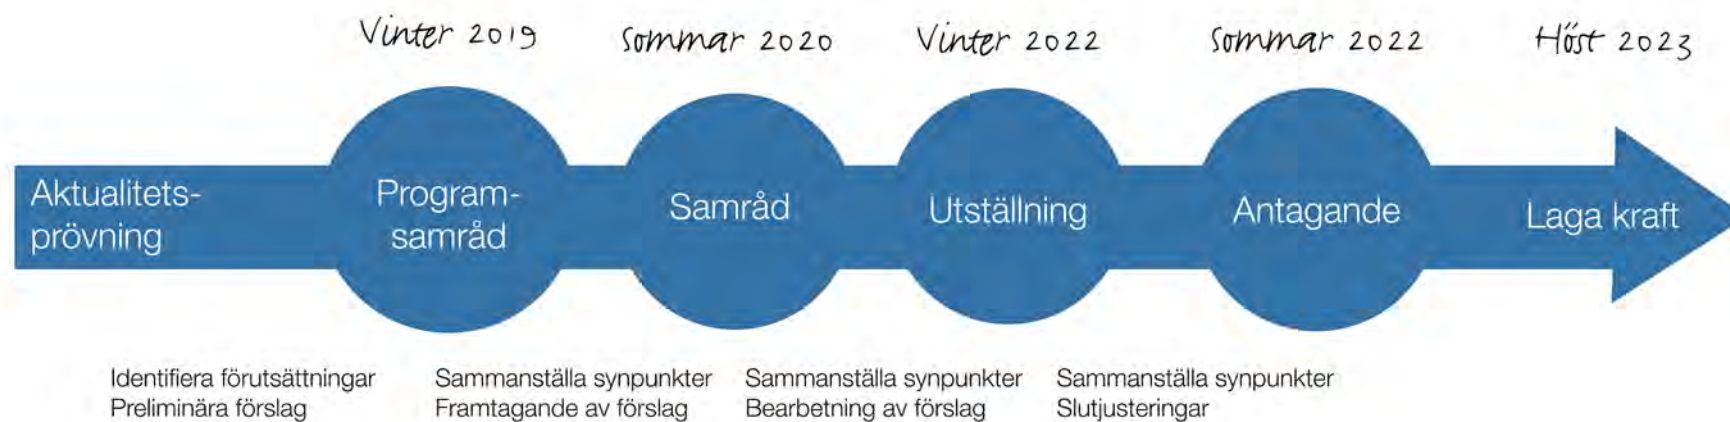 Vinter 2019
Sommar 2020
Vinter 2022
Sommar 2022
Höst 2023
Aktualitets-
prövning
Program-
samråd
Samråd
Utställning
Antagande
Laga kraft
Identifiera förutsättningar
Preliminära förslag
Sammanställa synpunkter
Framtagande av förslag
Sammanställa synpunkter
Bearbetning av förslag
Sammanställa synpunkter
Slutjusteringar